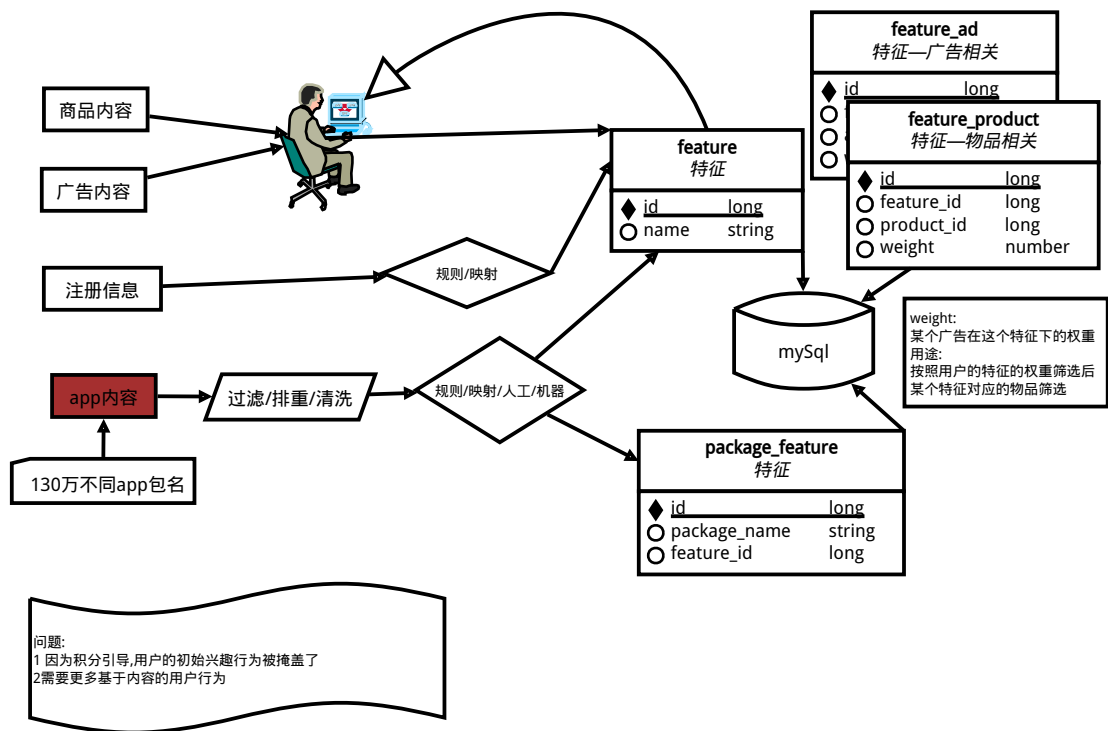 商品内容
广告内容
注册信息
规则/映射
app内容
130万不同app包名
过滤/排重/清洗
规则/映射/人工/机器
feature
特征
id long
name string
feature_ad
特征—广告相关
id long
feature_product
特征—物品相关
id long
feature_id long
product_id long
weight number
mySql
weight:
某个广告在这个特征下的权重
用途:
按照用户的特征的权重筛选后
某个特征对应的物品筛选
package_feature
特征
id long
package_name string
feature_id long
问题:
1 因为积分引导,用户的初始兴趣行为被掩盖了
2需要更多基于内容的用户行为